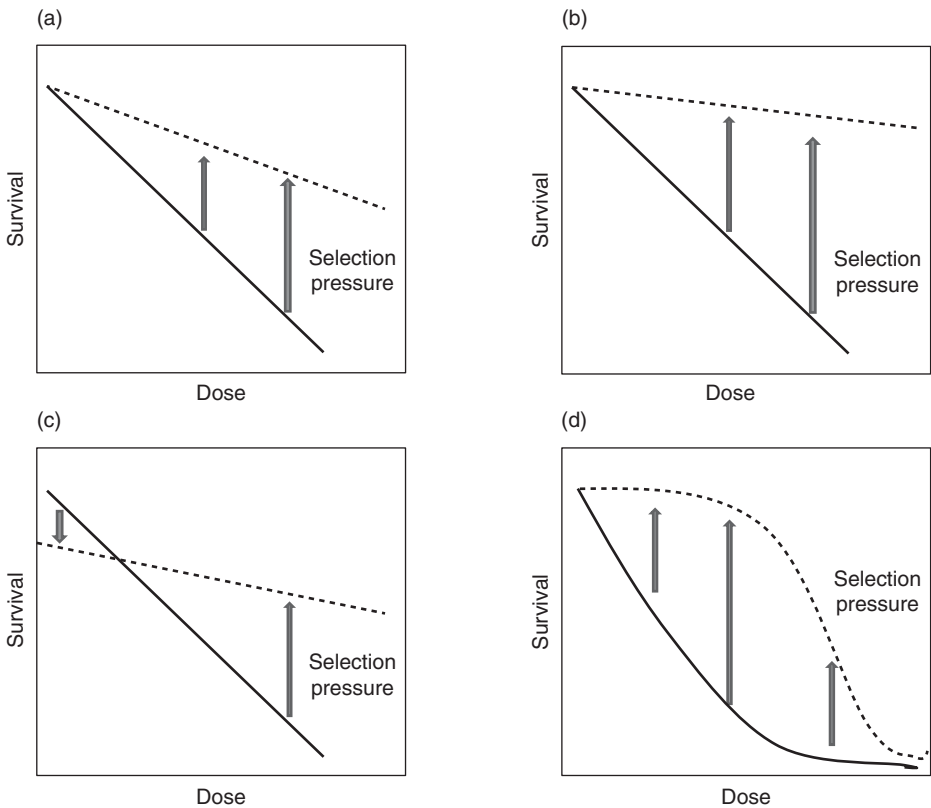 (a)
Survival
Selection
pressure
Dose
(b)
Survival
Selection
pressure
Dose
(c)
Survival
Selection
pressure
Dose
(d)
Survival
Selection
pressure
Dose